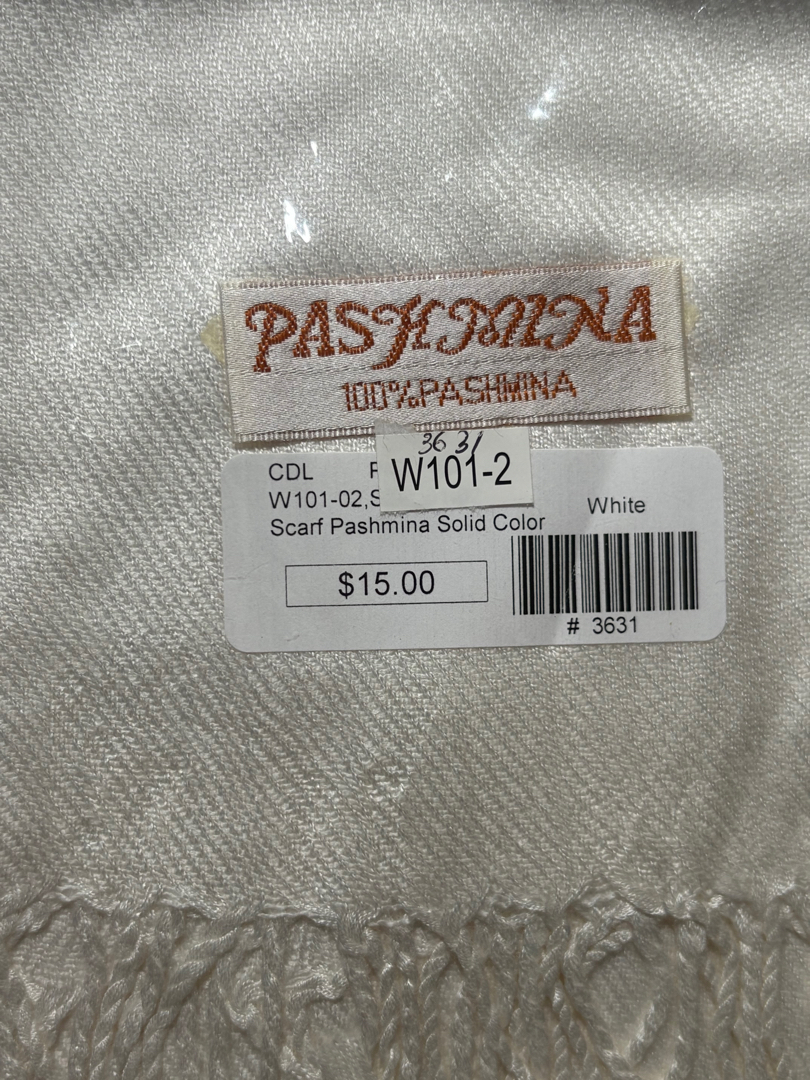 PASHMINA
100%PASHMINA
3631
W101-2
CDL
W101-02,S
White
Scarf Pashmina Solid Color
$15.00
# 3631